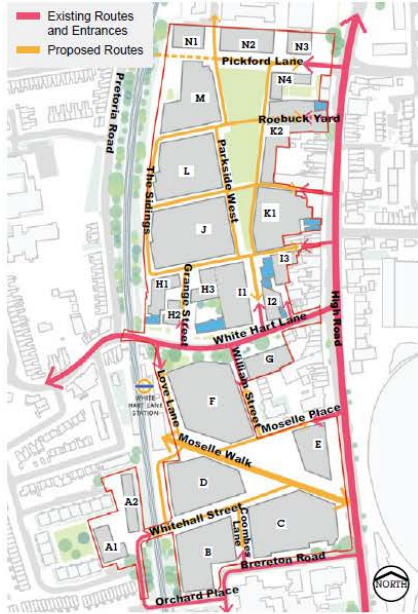 Existing Routes
and Entrances
Proposed Routes
N1
N2
N3
Pickford Lane
N4
M
Pretoria Road
Roebuck Yard
K2
Parkside West
L
The Sidings
K1
J
Grange Street
I3
H1
H3
I1
H2
I2
White Hart Lane
High Road
G
William Street
Love Lane
WHITE
HART LANE
STATION
F
Moselle Place
Moselle Walk
E
D
A2
Whitehall Street
Coombes
Lane
C
A1
B
Brereton Road
Orchard Place
NORTH